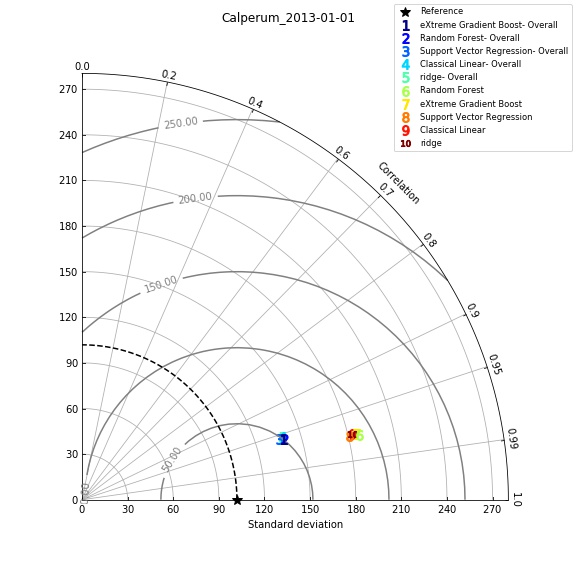 Calperum_2013-01-01
Reference
1 eXtreme Gradient Boost- Overall
2 Random Forest- Overall
3 Support Vector Regression- Overall
4 Classical Linear- Overall
5 ridge- Overall
6 Random Forest
7 eXtreme Gradient Boost
8 Support Vector Regression
9 Classical Linear
10 ridge
0.0
0.2
0.4
0.6
Correlation
0.7
0.8
0.9
0.95
0.99
1.0
270
240
210
180
150
120
90
60
30
0
250.00
200.00
150.00
50.00
0 30 60 90 120 150 180 210 240 270
Standard deviation